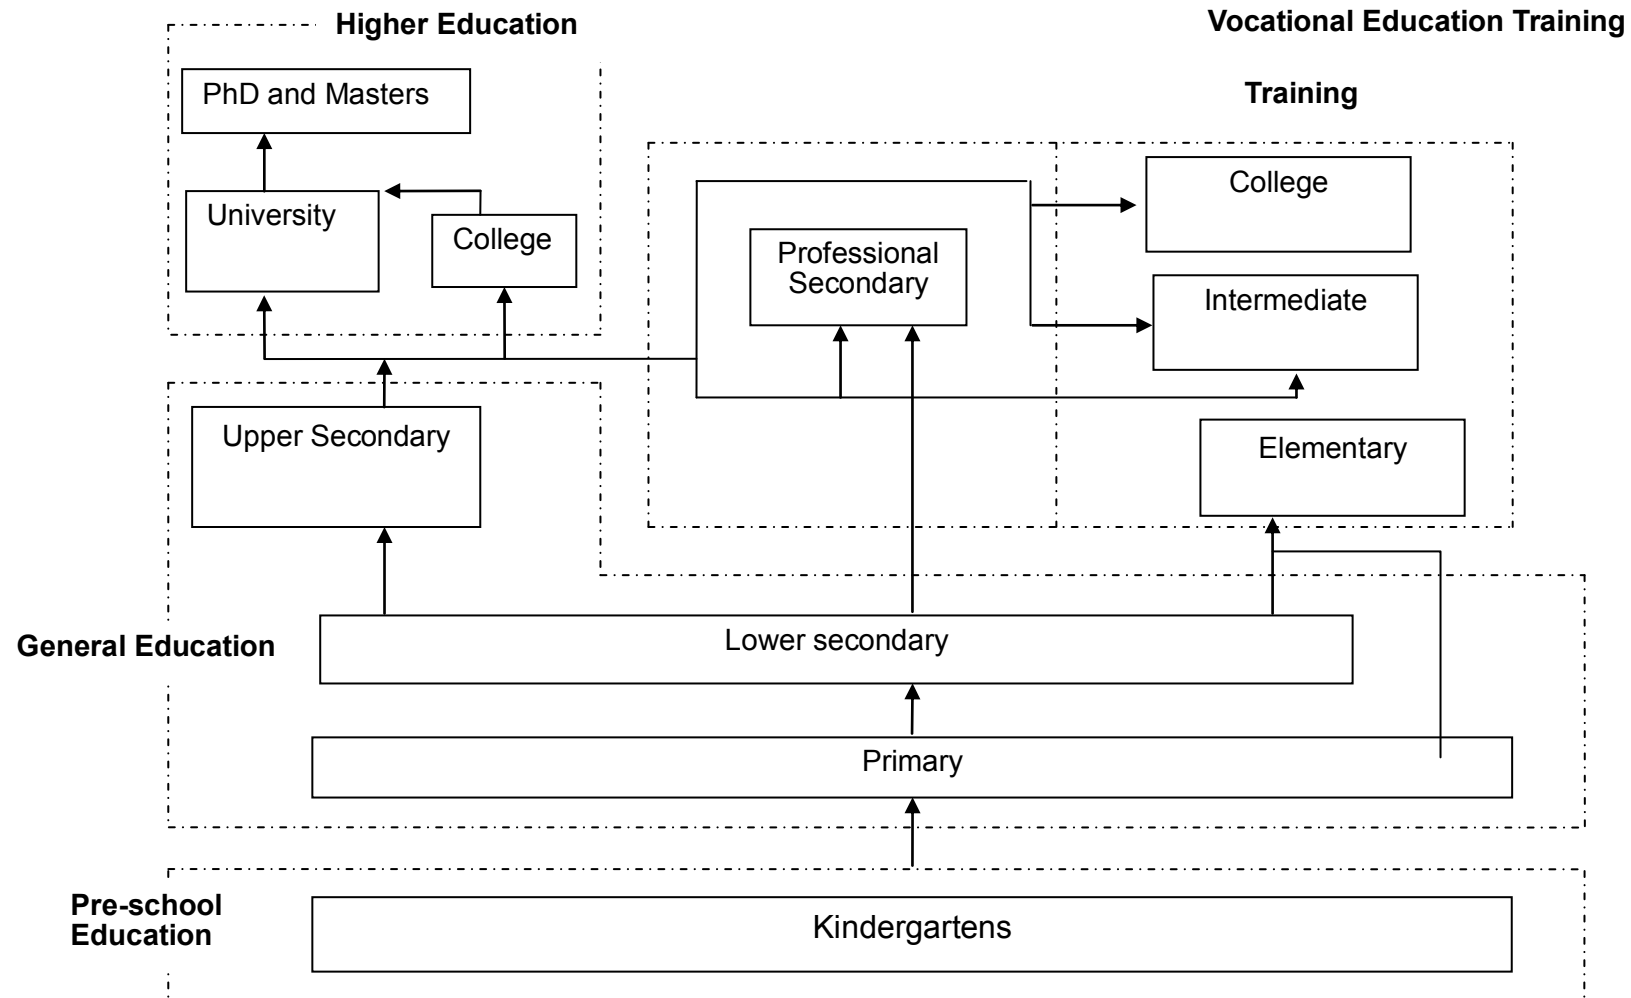 Higher Education
Vocational Education Training
PhD and Masters
Training
University
College
Professional
Secondary
College
Intermediate
Upper Secondary
Elementary
General Education
Lower secondary
Primary
Pre-school
Education
Kindergartens